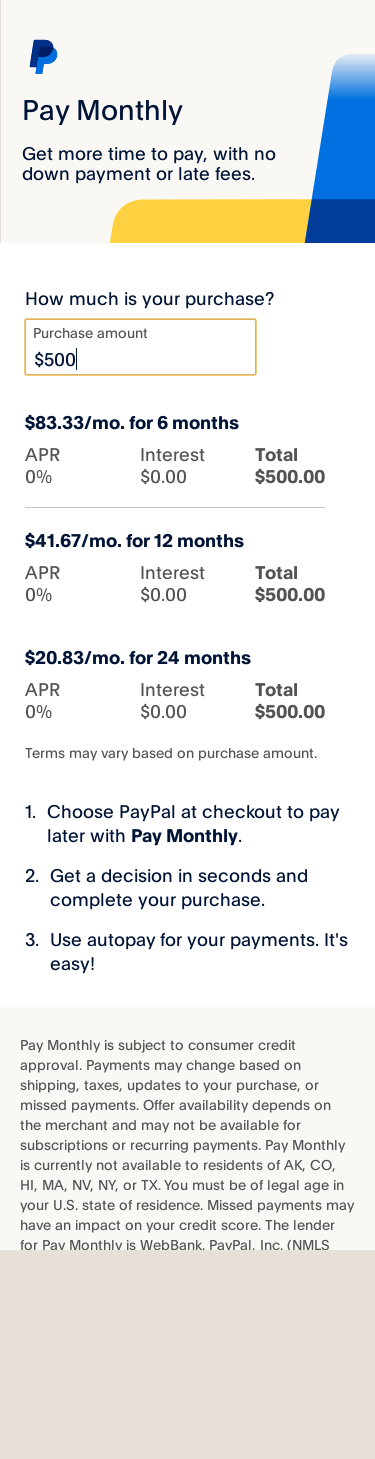 Pay Monthly
Get more time to pay, with no
down payment or late fees.
How much is your purchase?
Purchase amount
$500
$83.33/mo. for 6 months
APR Interest Total
0% $0.00 $500.00
$41.67/mo. for 12 months
APR Interest Total
0% $0.00 $500.00
$20.83/mo. for 24 months
APR Interest Total
0% $0.00 $500.00
Terms may vary based on purchase amount.
1. Choose PayPal at checkout to pay
later with Pay Monthly.
2. Get a decision in seconds and
complete your purchase.
3. Use autopay for your payments. It's
easy!
Pay Monthly is subject to consumer credit
approval. Payments may change based on
shipping, taxes, updates to your purchase, or
missed payments. Offer availability depends on
the merchant and may not be available for
subscriptions or recurring payments. Pay Monthly
is currently not available to residents of AK, CO,
HI, MA, NV, NY, or TX. You must be of legal age in
your U.S. state of residence. Missed payments may
have an impact on your credit score. The lender
for Pay Monthly is WebBank. PayPal, Inc. (NMLS